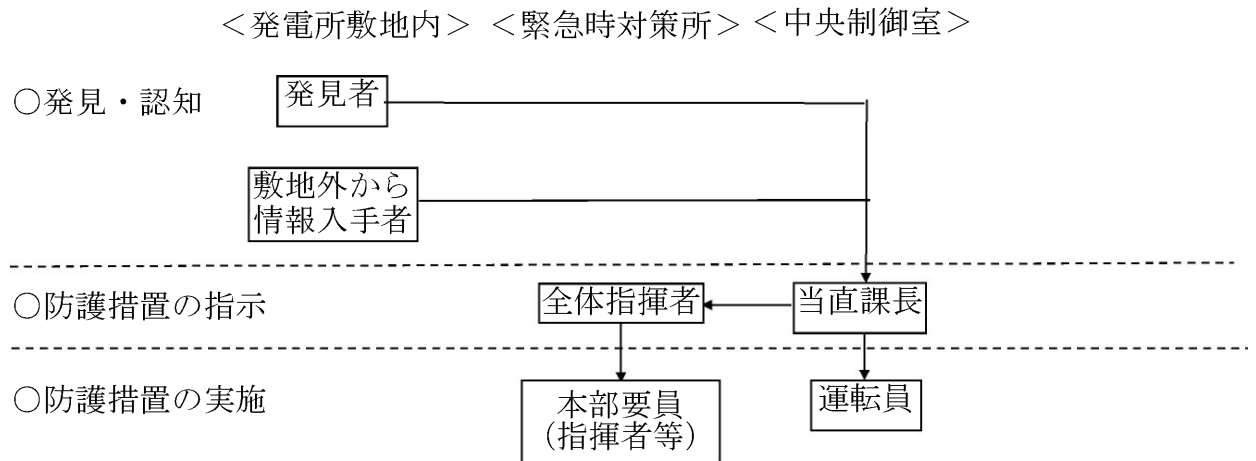 ＜発電所敷地内＞ ＜緊急時対策所＞ ＜中央制御室＞
○発見・認知
発見者
敷地外から
情報入手者
○防護措置の指示
全体指揮者
当直課長
○防護措置の実施
本部要員
（指揮者等）
運転員